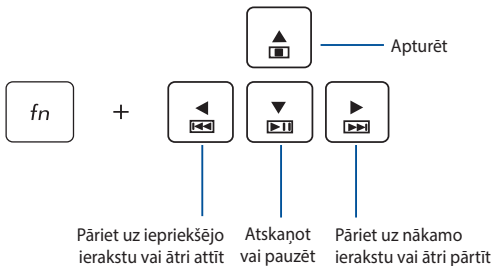 Apturēt
fn +
Pāriet uz iepriekšējo
ierakstu vai ātri attīt
Atskaņot
vai pauzēt
Pāriet uz nākamo
ierakstu vai ātri pārtīt